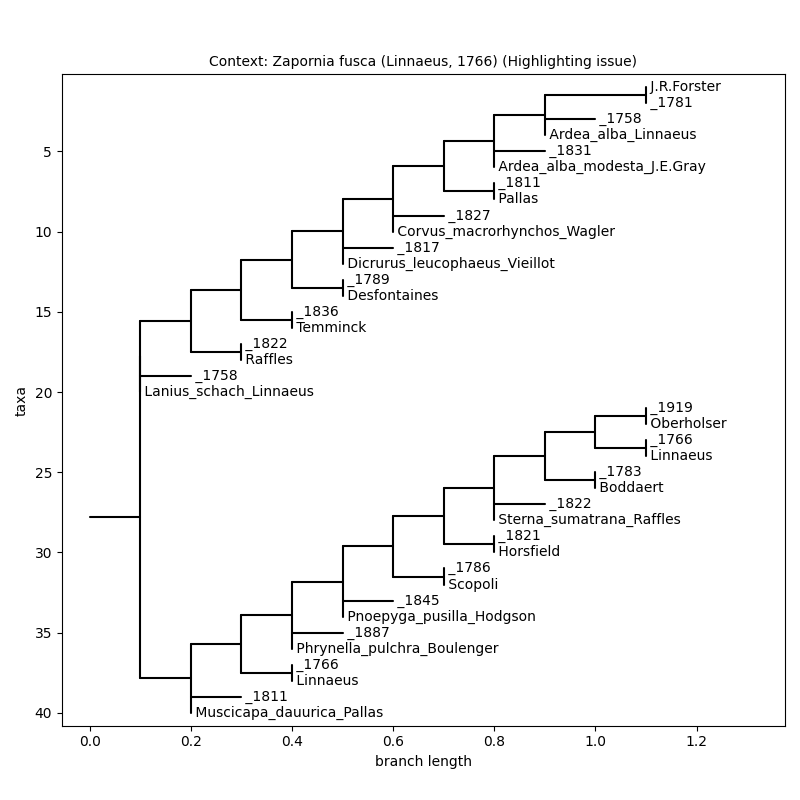 Context: Zapornia fusca (Linnaeus, 1766) (Highlighting issue)
J.R.Forster
_1781
_1758
Ardea_alba_Linnaeus
_1831
Ardea_alba_modesta_J.E.Gray
_1811
Pallas
_1827
Corvus_macrorhynchos_Wagler
_1817
Dicrurus_leucophaeus_Vieillot
_1789
Desfontaines
_1836
Temminck
_1822
Raffles
_1758
Lanius_schach_Linnaeus
_1919
Oberholser
_1766
Linnaeus
_1783
Boddaert
_1822
Sterna_sumatrana_Raffles
_1821
Horsfield
_1786
Scopoli
_1845
Pnoepyga_pusilla_Hodgson
_1887
Phrynella_pulchra_Boulenger
_1766
Linnaeus
_1811
Muscicapa_dauurica_Pallas
5
10
15
20
25
30
35
40
taxa
0.0 0.2 0.4 0.6 0.8 1.0 1.2
branch length